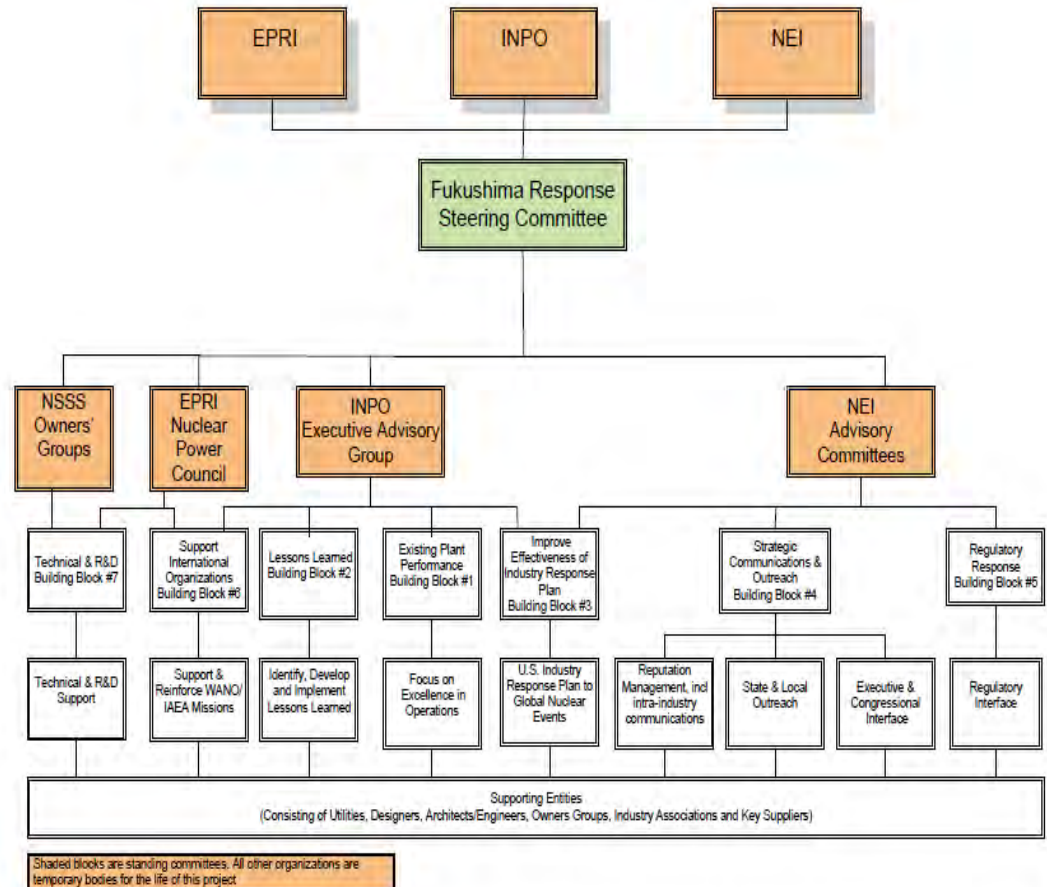 EPRI
INPO
NEI
Fukushima Response
Steering Committee
NSSS
Owners'
Groups
EPRI
Nuclear
Power
Council
INPO
Executive Advisory
Group
NEI
Advisory
Committees
Technical & R&D
Building Block #7
Support
International
Organizations
Building Block #6
Lessons Learned
Building Block #2
Existing Plant
Performance
Building Block #1
Improve
Effectiveness of
Industry Response
Plan
Building Block #3
Strategic
Communications &
Outreach
Building Block #4
Regulatory
Response
Building Block #5
Technical & R&D
Support
Support &
Reinforce WANO/
IAEA Missions
Identify, Develop
and Implement
Lessons Learned
Focus on
Excellence in
Operations
U.S. Industry
Response Plan to
Global Nuclear
Events
Reputation
Management, incl
intra-industry
communications
State & Local
Outreach
Executive &
Congressional
Interface
Regulatory
Interface
Supporting Entities
(Consisting of Utilities, Designers, Architects/Engineers, Owners Groups, Industry Associations and Key Suppliers)
Shaded blocks are standing committees. All other organizations are
temporary bodies for the life of this project